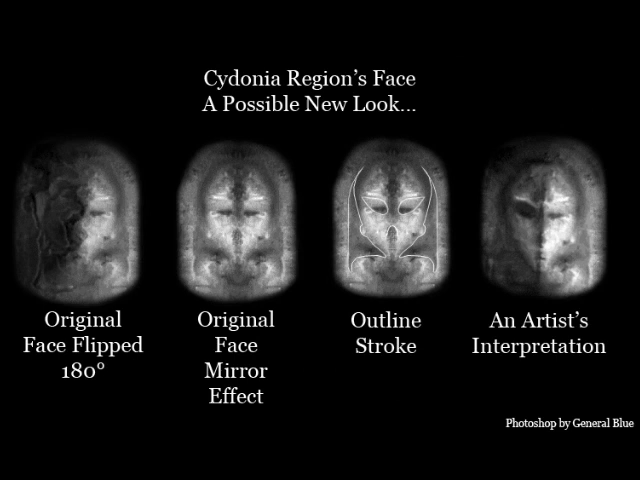 Cydonia Region's Face
A Possible New Look...
Original
Face Flipped
180°
Original
Face
Mirror
Effect
Outline
Stroke
An Artist's
Interpretation
Photoshop by General Blue